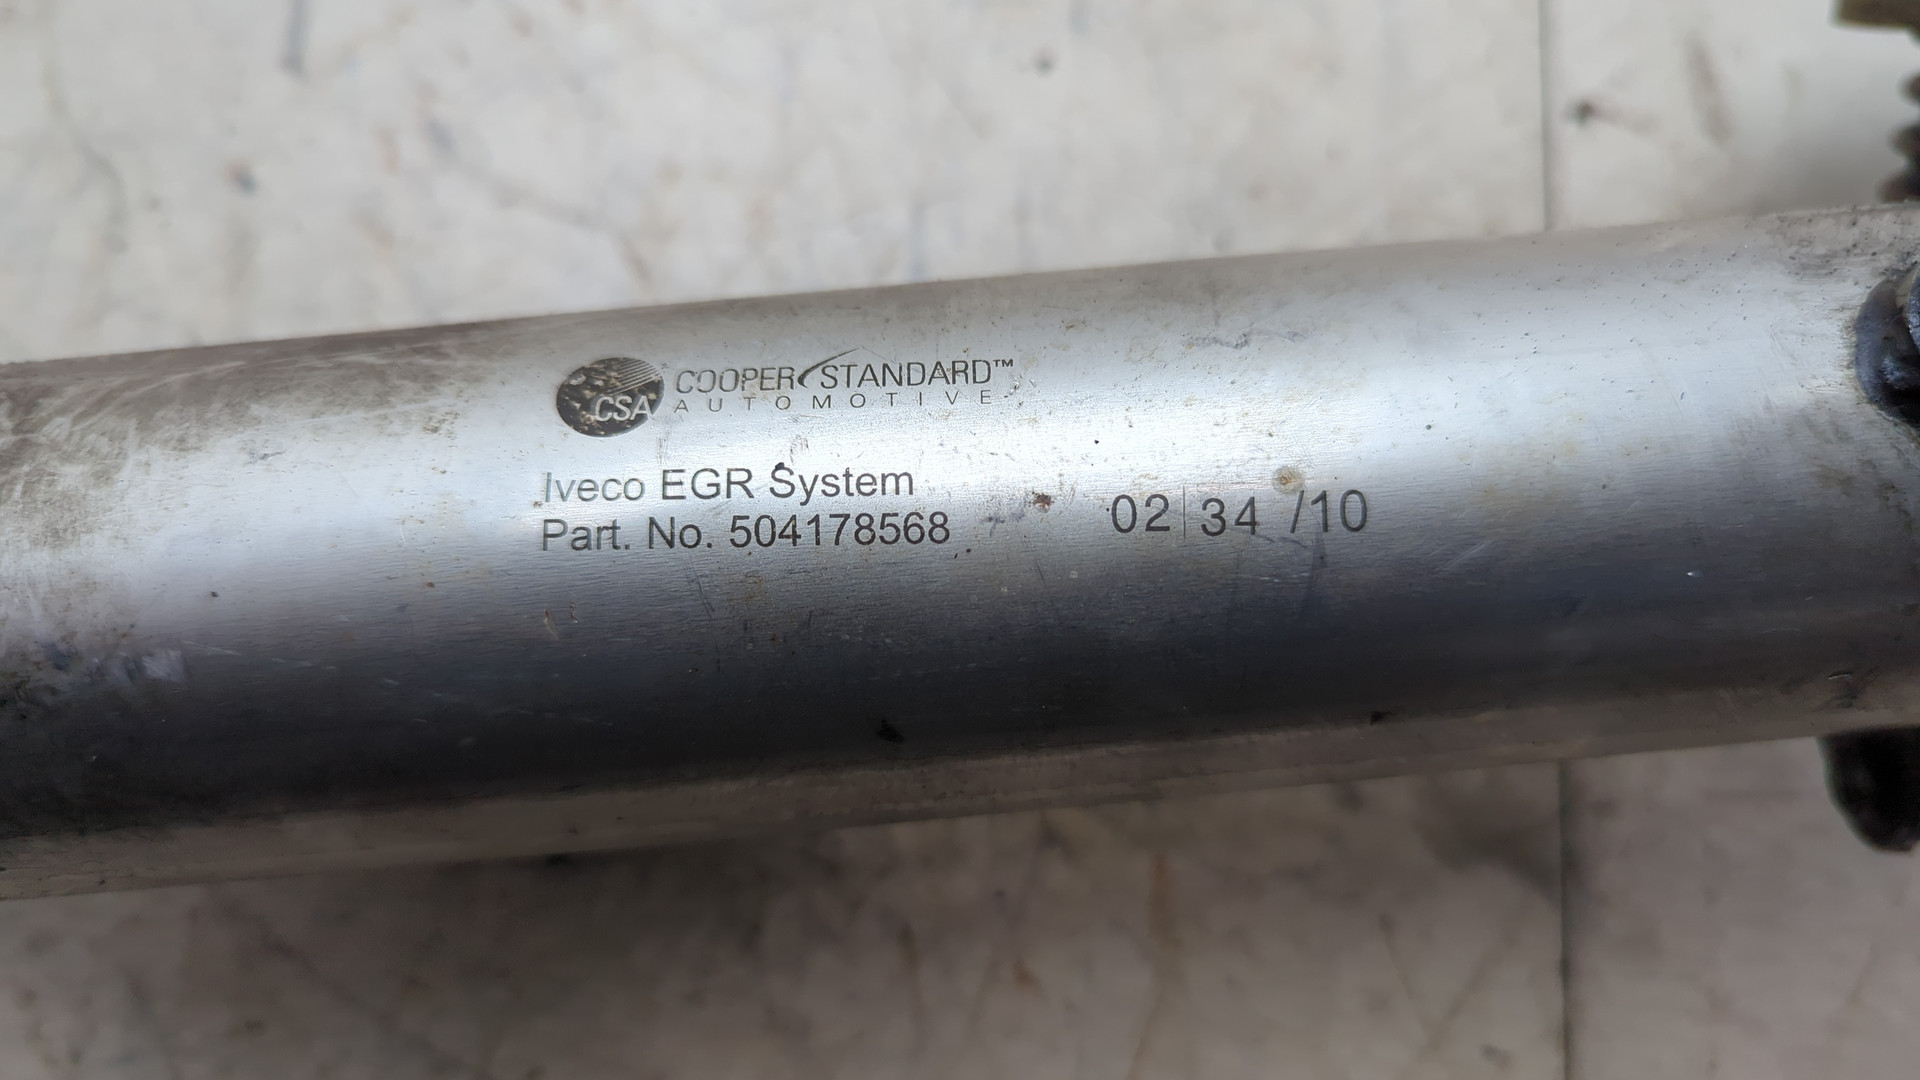 CSA COOPER STANDARD™
AUTOMOTIVE
Iveco EGR System
Part. No. 504178568
02 | 34 /10